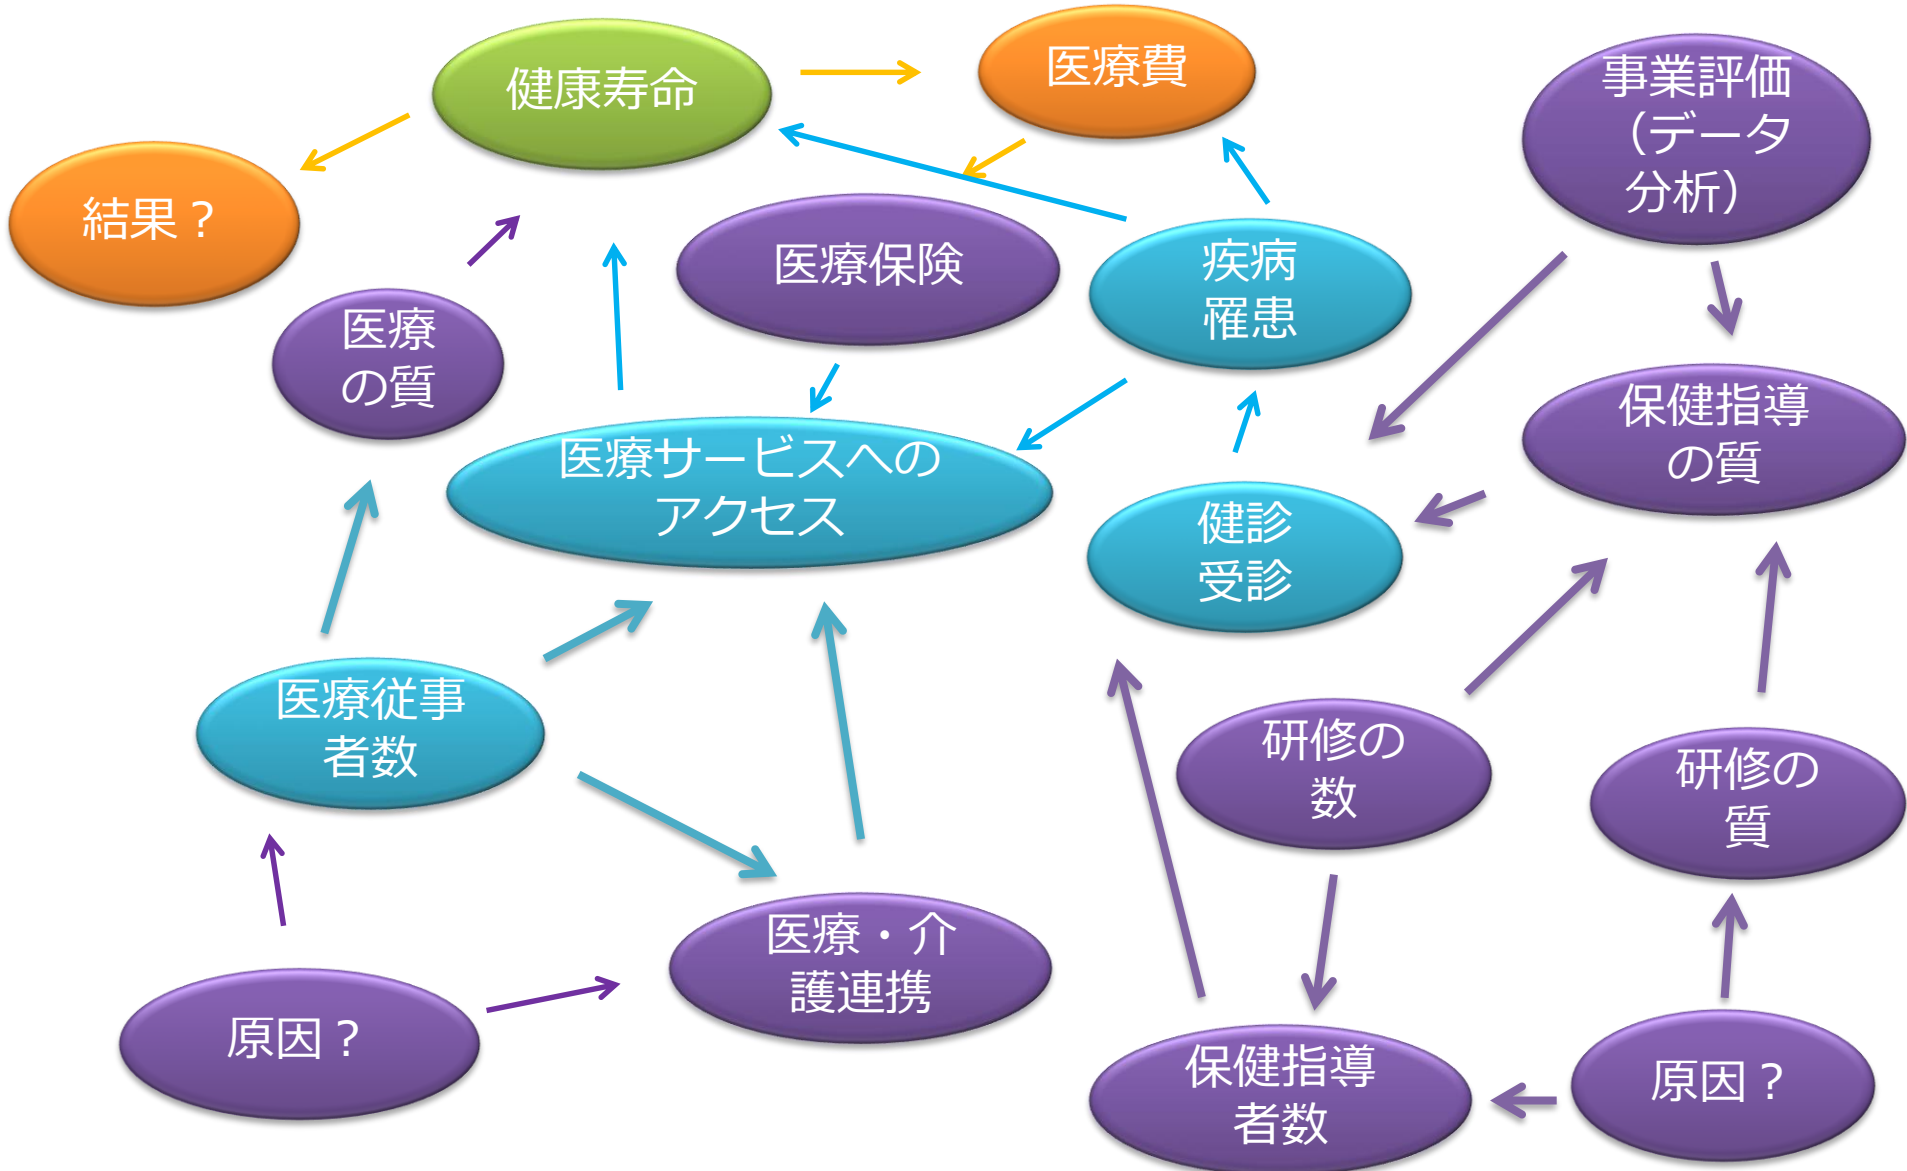 健康寿命
医療費
事業評価
（データ
分析）
結果？
医療保険
疾病
罹患
医療
の質
保健指導
の質
医療サービスへの
アクセス
健診
受診
医療従事
者数
研修の
数
研修の
質
医療・介
護連携
原因？
保健指導
者数
原因？